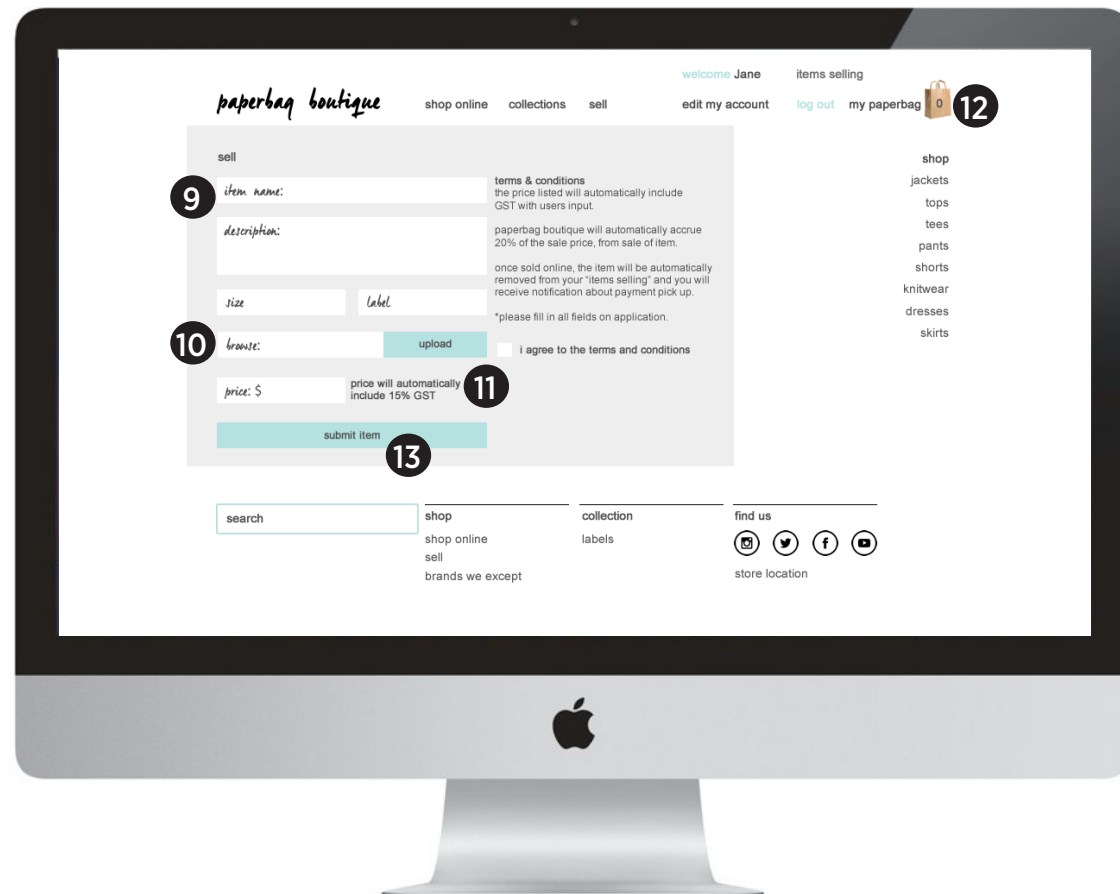 welcome Jane items selling
paperbag boutique shop online collections sell edit my account log out my paperbag 0 12
sell
9 item name:
description:
size label
10 browse: upload
price: $ price will automatically
include 15% GST 11
submit item
13
terms & conditions
the price listed will automatically include
GST with users input.
paperbag boutique will automatically accrue
20% of the sale price, from sale of item.
once sold online, the item will be automatically
removed from your “items selling” and you will
receive notification about payment pick up.
*please fill in all fields on application.
i agree to the terms and conditions
shop
jackets
tops
tees
pants
shorts
knitwear
dresses
skirts
search
shop
shop online
sell
brands we except
collection
labels
find us
store location